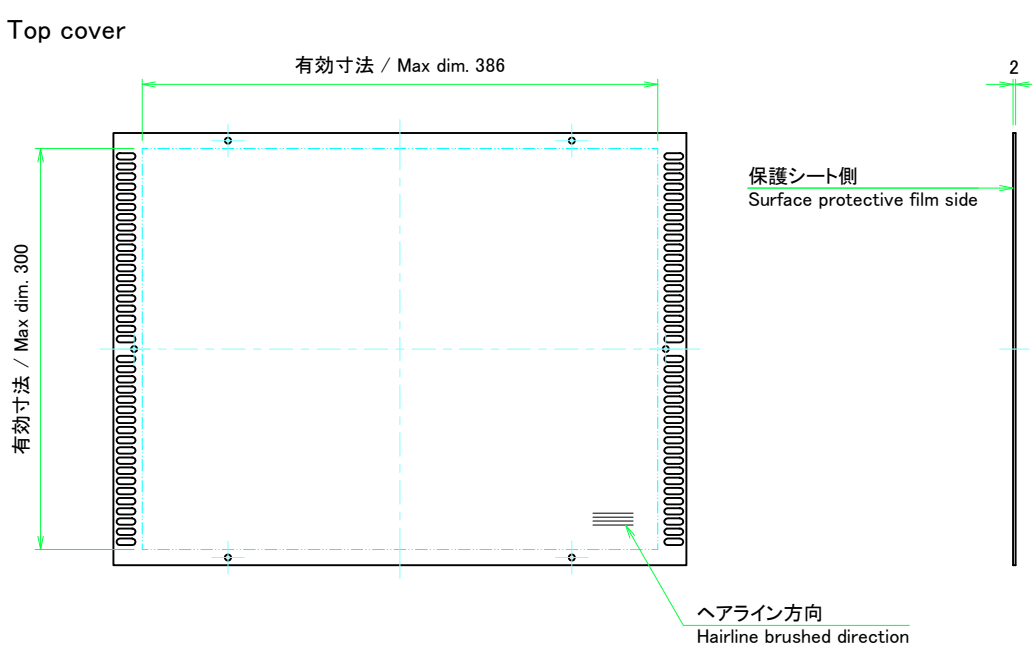 Top cover
有効寸法 / Max dim. 386
2
保護シート側
Surface protective film side
有効寸法 / Max dim. 300
ヘアライン方向
Hairline brushed direction